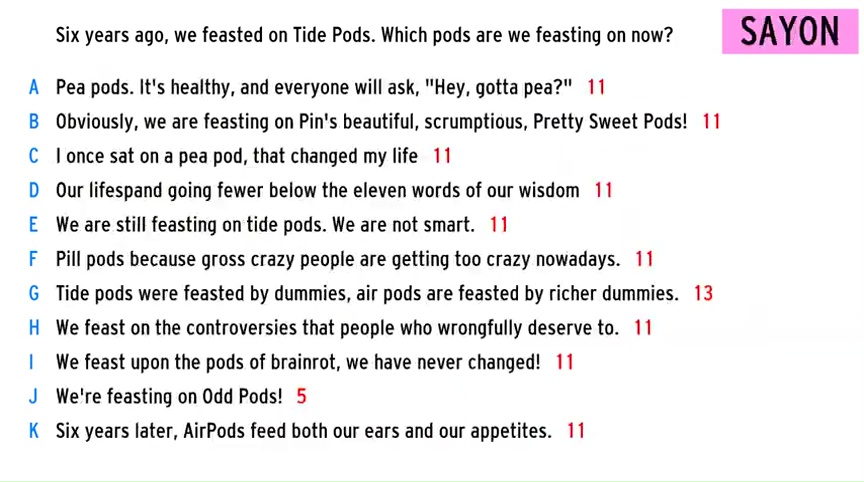 Six years ago, we feasted on Tide Pods. Which pods are we feasting on now?
SAYON
A Pea pods. It's healthy, and everyone will ask, "Hey, gotta pea?" 11
B Obviously, we are feasting on Pin's beautiful, scrumptious, Pretty Sweet Pods! 11
C I once sat on a pea pod, that changed my life 11
D Our lifespand going fewer below the eleven words of our wisdom 11
E We are still feasting on tide pods. We are not smart. 11
F Pill pods because gross crazy people are getting too crazy nowadays. 11
G Tide pods were feasted by dummies, air pods are feasted by richer dummies. 13
H We feast on the controversies that people who wrongfully deserve to. 11
I We feast upon the pods of brainrot, we have never changed! 11
J We're feasting on Odd Pods! 5
K Six years later, AirPods feed both our ears and our appetites. 11